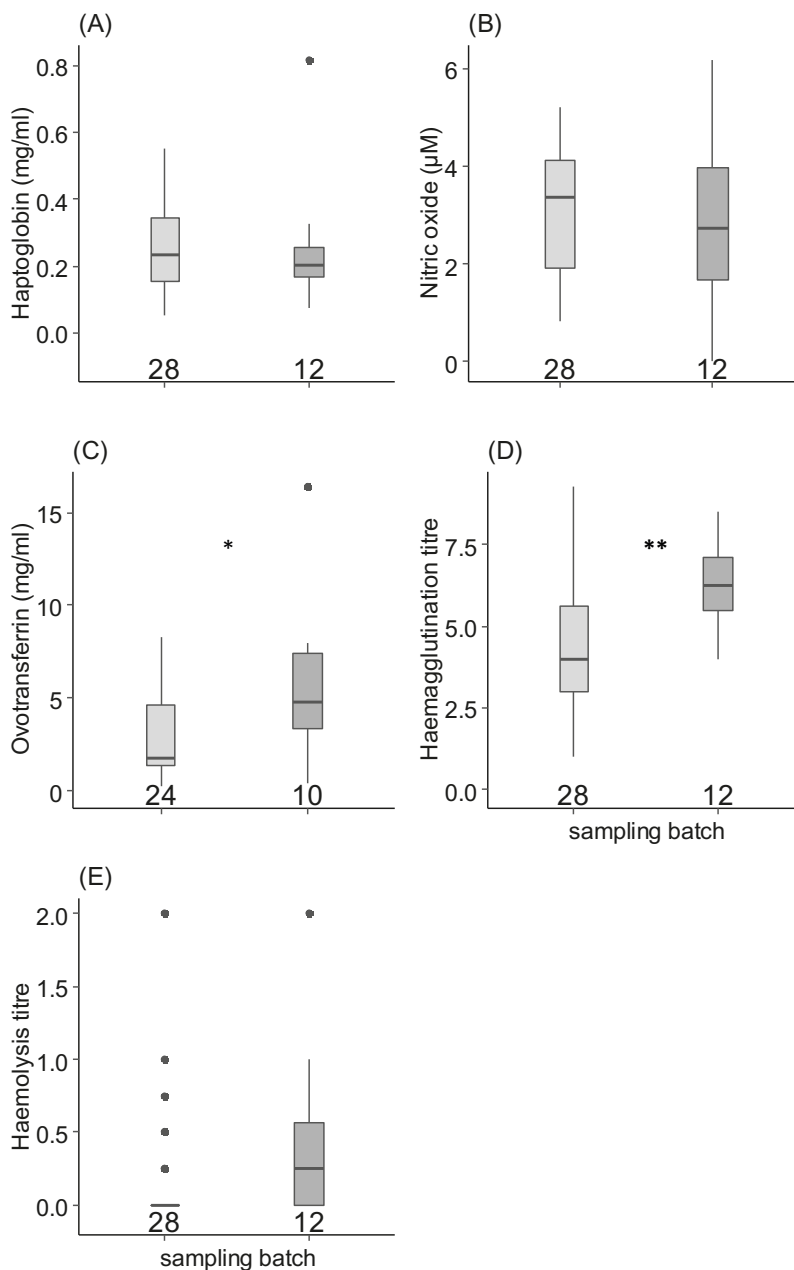 (A)
Haptoglobin (mg/ml)
0.8
0.6
0.4
0.2
0.0
28 12
(B)
Nitric oxide (µM)
6
4
2
0
28 12
(C)
Ovotransferrin (mg/ml)
15
10
5
0
*
24 10
(D)
Haemagglutination titre
7.5
5.0
2.5
0.0
**
28 12
sampling batch
(E)
Haemolysis titre
2.0
1.5
1.0
0.5
0.0
28 12
sampling batch